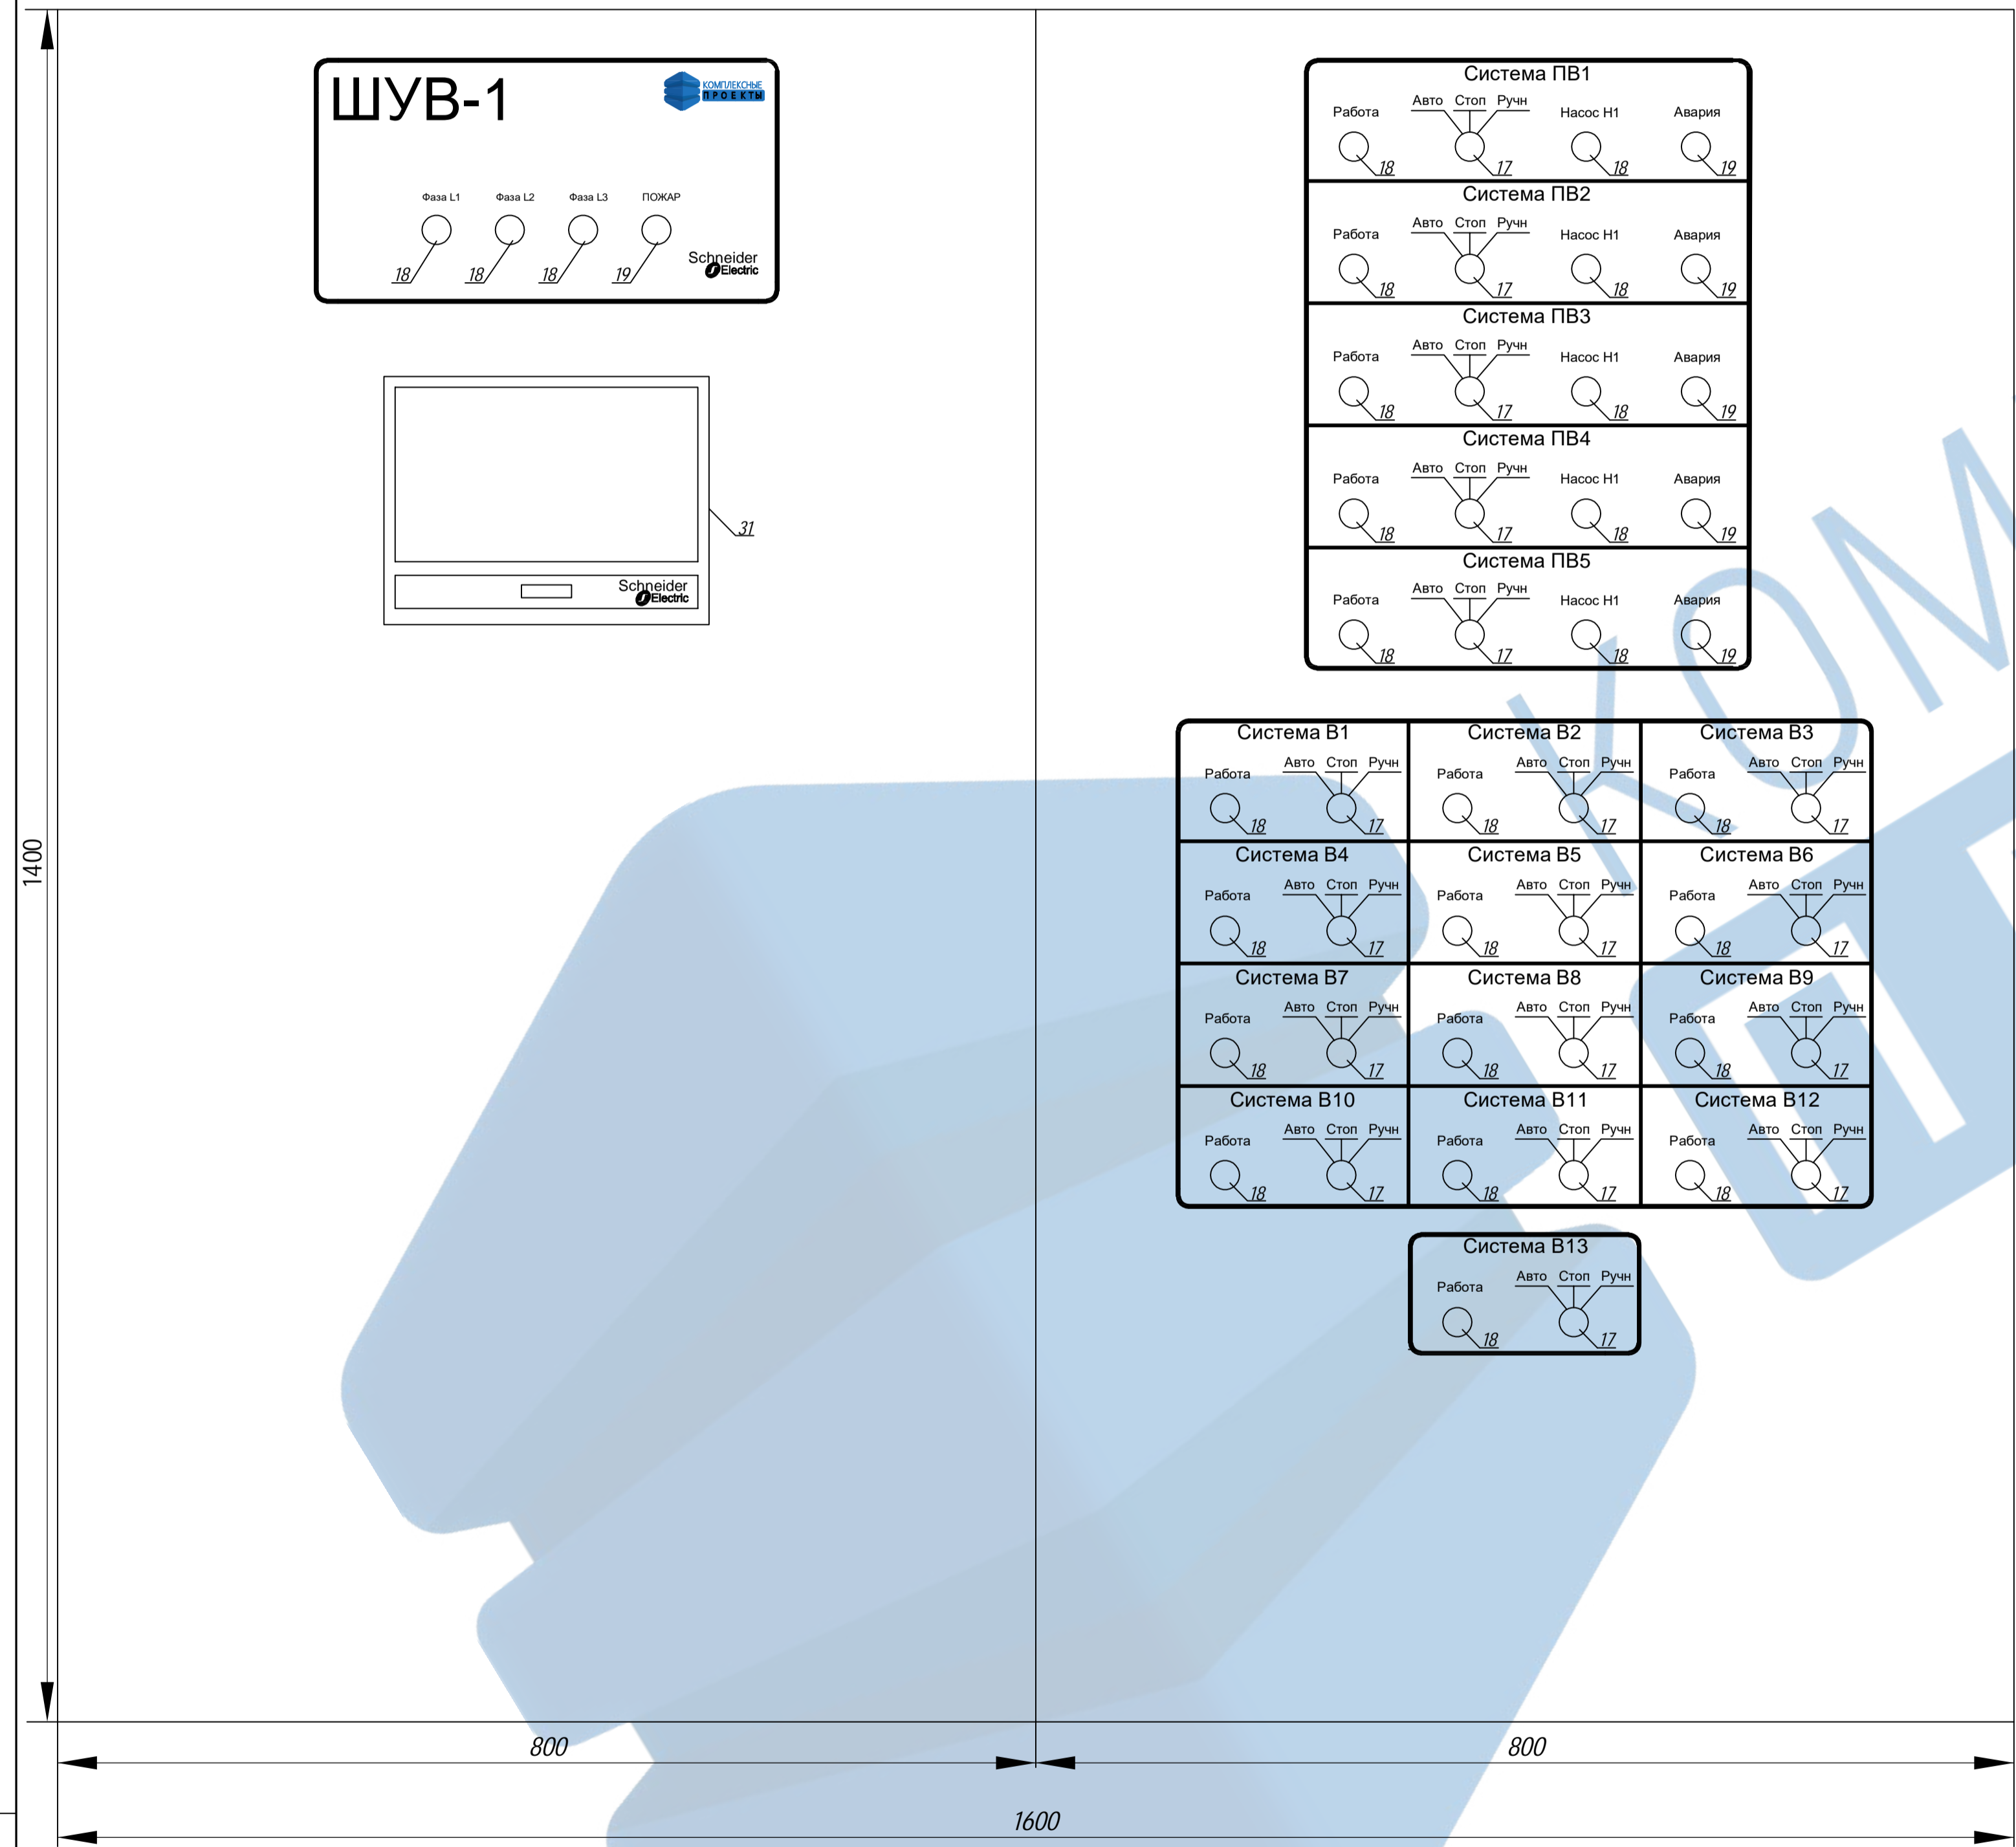 ШУВ-1
КОМПЛЕКСНЫЕ
ПРОЕКТЫ
Фаза L1 Фаза L2 Фаза L3 ПОЖАР
18 18 18 19
Schneider
Electric
31
Schneider
Electric
Система ПВ1
Работа Авто Стоп Ручн Насос Н1 Авария
18 17 18 19
Система ПВ2
Работа Авто Стоп Ручн Насос Н1 Авария
18 17 18 19
Система ПВ3
Работа Авто Стоп Ручн Насос Н1 Авария
18 17 18 19
Система ПВ4
Работа Авто Стоп Ручн Насос Н1 Авария
18 17 18 19
Система ПВ5
Работа Авто Стоп Ручн Насос Н1 Авария
18 17 18 19
Система В1 Система В2 Система В3
Работа Авто Стоп Ручн Работа Авто Стоп Ручн Работа Авто Стоп Ручн
18 17 18 17 18 17
Система В4 Система В5 Система В6
Работа Авто Стоп Ручн Работа Авто Стоп Ручн Работа Авто Стоп Ручн
18 17 18 17 18 17
Система В7 Система В8 Система В9
Работа Авто Стоп Ручн Работа Авто Стоп Ручн Работа Авто Стоп Ручн
18 17 18 17 18 17
Система В10 Система В11 Система В12
Работа Авто Стоп Ручн Работа Авто Стоп Ручн Работа Авто Стоп Ручн
18 17 18 17 18 17
Система В13
Работа Авто Стоп Ручн
18 17
1400
800 800
1600